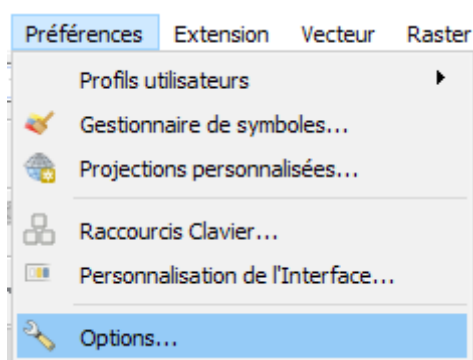 Préférences Extension Vecteur Raster
Profils utilisateurs
Gestionnaire de symboles...
Projections personnalisées...
Raccourcis Clavier...
Personnalisation de l'Interface...
Options...